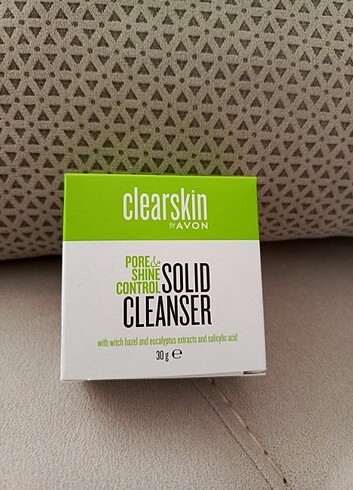 clearskin
BY AVON
PORE &
SHINE
CONTROL SOLID
CLEANSER
with witch hazel and eucalyptus extracts and salicylic acid
30 g ℮